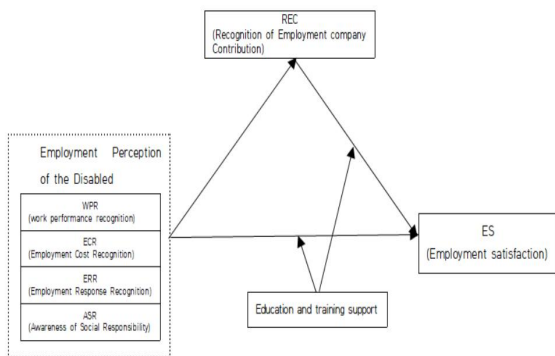 REC
(Recognition of Employment company
Contribution)
Employment Perception
of the Disabled
WPR
(work performance recognition)
ECR
(Employment Cost Recognition)
ERR
(Employment Response Recognition)
ASR
(Awareness of Social Responsibility)
ES
(Employment satisfaction)
Education and training support